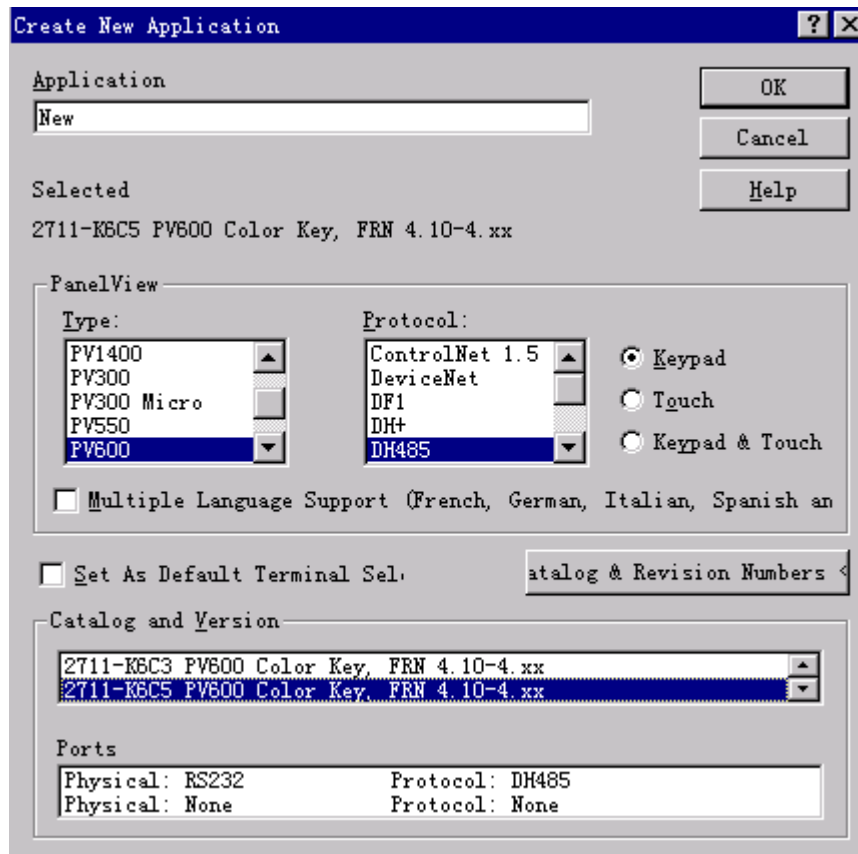 Create New Application
Application
OK
New
Cancel
Selected
Help
2711-K6C5 PV600 Color Key, FRN 4.10-4.xx
PanelView
Type:
Protocol:
PV1400
PV300
PV300 Micro
PV550
PV600
ControlNet 1.5
DeviceNet
DF1
DH+
DH485
Keypad
Touch
Keypad & Touch
Multiple Language Support (French, German, Italian, Spanish an
Set As Default Terminal Sel
atalog & Revision Numbers <
Catalog and Version
2711-K6C3 PV600 Color Key, FRN 4.10-4.xx
2711-K6C5 PV600 Color Key, FRN 4.10-4.xx
Ports
Physical: RS232 Protocol: DH485
Physical: None Protocol: None